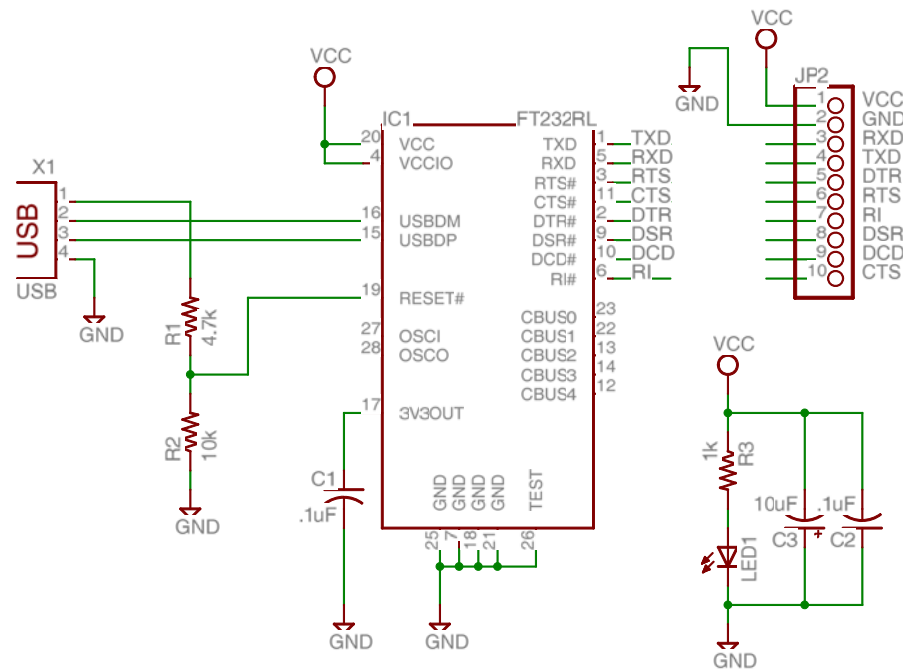 VCC
VCC
JP2
GND
1 VCC
2 GND
3 RXD
4 TXD
5 DTR
6 RTS
7 RI
8 DSR
9 DCD
10 CTS
IC1 FT232RL
20 VCC
4 VCCIO
16 USBDM
15 USBDP
19 RESET#
27 OSCI
28 OSCO
17 3V3OUT
TXD 1 TXD
RXD 5 RXD
RTS# 3 RTS
CTS# 11 CTS
DTR# 2 DTR
DSR# 9 DSR
DCD# 10 DCD
RI# 6 RI
CBUS0 23
CBUS1 22
CBUS2 13
CBUS3 14
CBUS4 12
GND GND GND GND TEST
25 7 18 21 26
X1
USB
1
2
3
4
USB
GND
R1
4.7k
R2
10k
GND
C1
.1uF
GND
GND
VCC
1k
R3
10uF
.1uF
C3
+
C2
LED1
GND